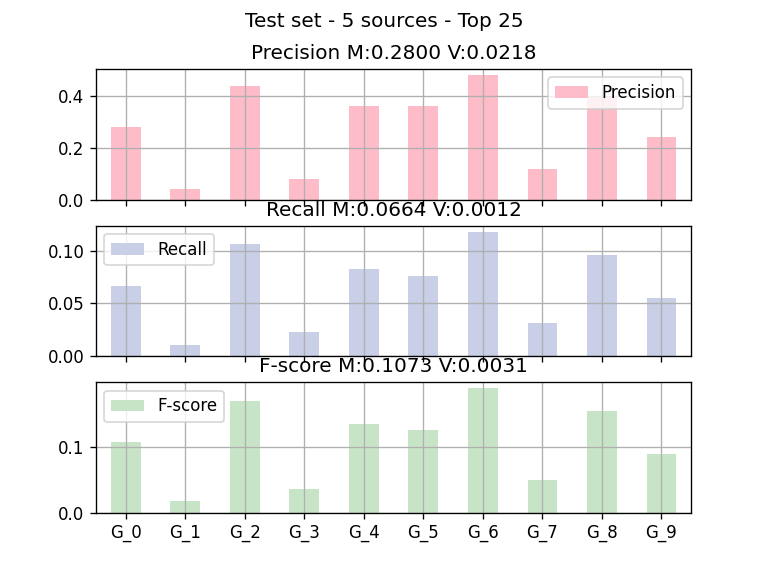 Test set - 5 sources - Top 25
Precision M:0.2800 V:0.0218
Precision
0.4
0.2
0.0
Recall M:0.0664 V:0.0012
Recall
0.10
0.05
0.00
F-score M:0.1073 V:0.0031
F-score
0.1
0.0
G_0 G_1 G_2 G_3 G_4 G_5 G_6 G_7 G_8 G_9